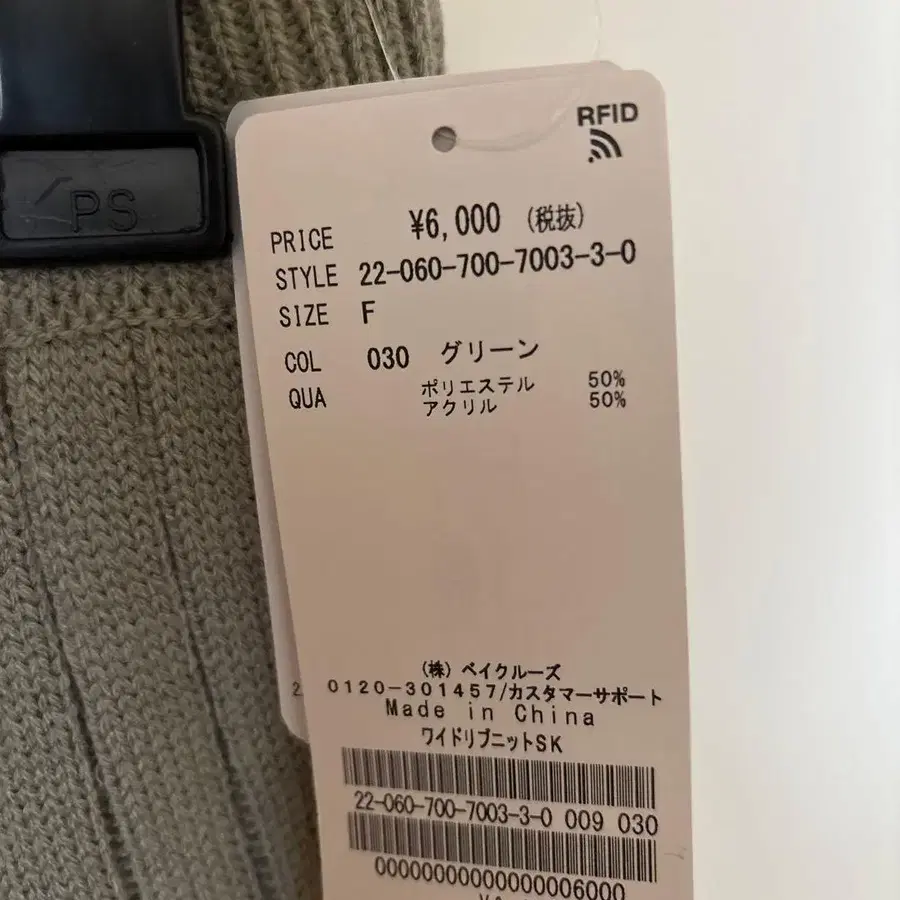 PS
RFID
PRICE ¥6,000 (税抜)
STYLE 22-060-700-7003-3-0
SIZE F
COL 030 グリーン
QUA ポリエステル 50%
アクリル 50%
(株) ベイクルーズ
0120-301457/カスタマーサポート
Made in China
ワイドリブニットSK
22-060-700-7003-3-0 009 030